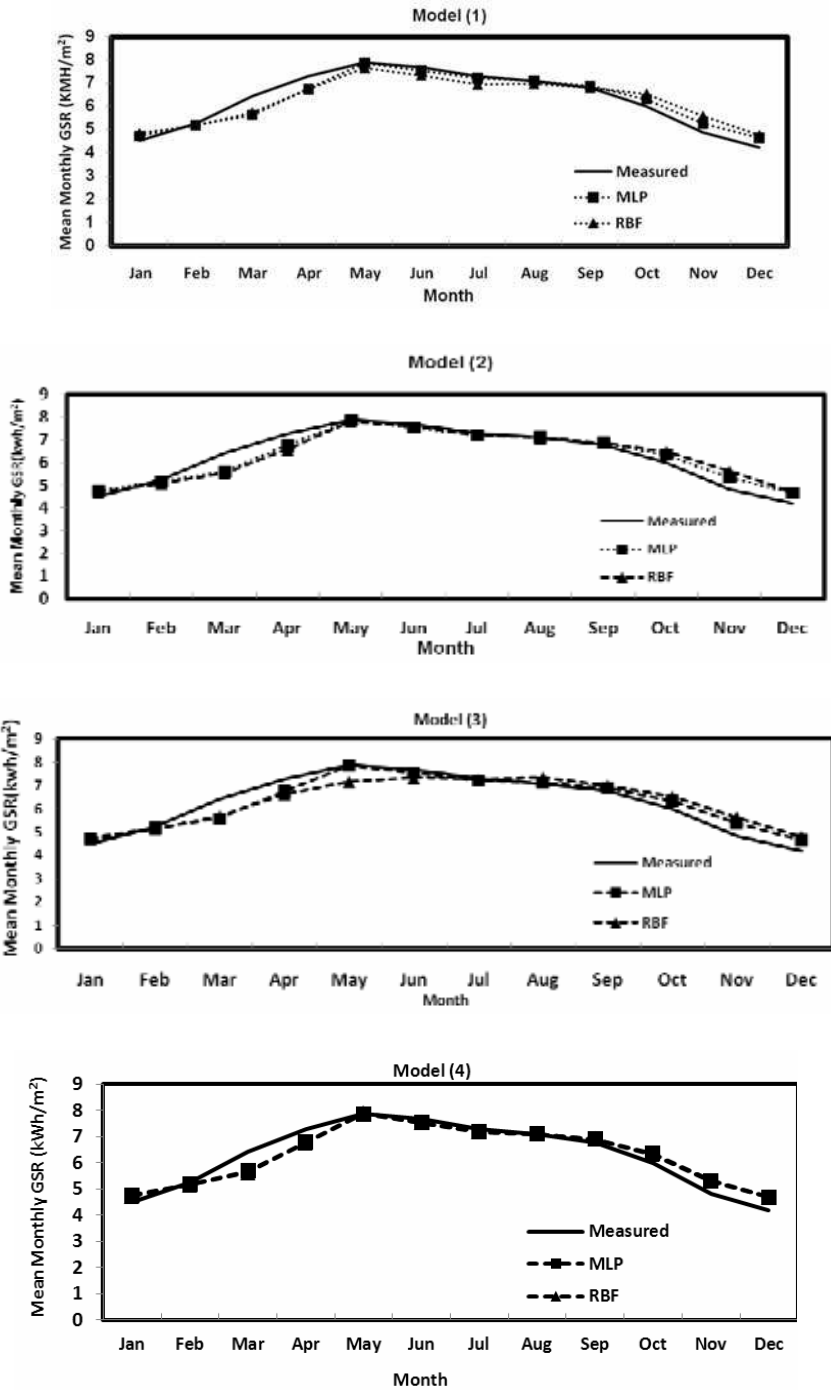 Model (1)
Mean Monthly GSR (KMH/m²)
9
8
7
6
5
4
3
2
1
0
Measured
MLP
RBF
Jan Feb Mar Apr May Jun Jul Aug Sep Oct Nov Dec
Month
Model (2)
Mean Monthly GSR(kwh/m²)
9
8
7
6
5
4
3
2
1
0
Measured
MLP
RBF
Jan Feb Mar Apr May Jun Jul Aug Sep Oct Nov Dec
Month
Model (3)
Mean Monthly GSR(kwh/m²)
9
8
7
6
5
4
3
2
1
0
Measured
MLP
RBF
Jan Feb Mar Apr May Jun Jul Aug Sep Oct Nov Dec
Month
Model (4)
Mean Monthly GSR (kWh/m²)
9
8
7
6
5
4
3
2
1
0
Measured
MLP
RBF
Jan Feb Mar Apr May Jun Jul Aug Sep Oct Nov Dec
Month